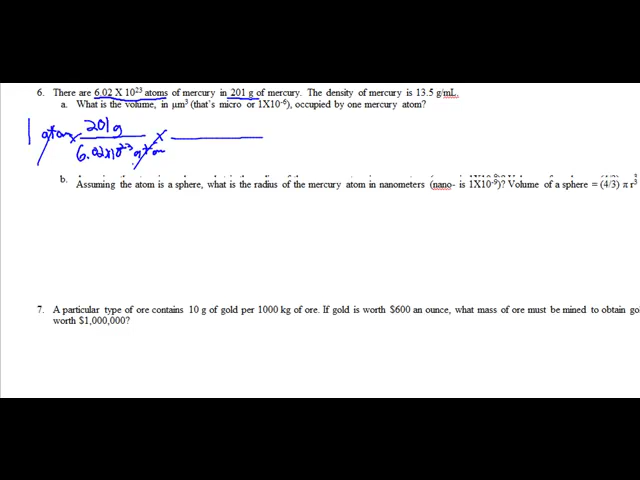 6. There are 6.02 X 10²³ atoms of mercury in 201 g of mercury. The density of mercury is 13.5 g/mL.
a. What is the volume, in µm³ (that's micro or 1X10⁻⁶), occupied by one mercury atom?
1 atom x 201 g x
6.02x10²³ atom
b. Assuming the atom is a sphere, what is the radius of the mercury atom in nanometers (nano- is 1X10⁻⁹)? Volume of a sphere = (4/3) π r³
7. A particular type of ore contains 10 g of gold per 1000 kg of ore. If gold is worth $600 an ounce, what mass of ore must be mined to obtain gol
worth $1,000,000?